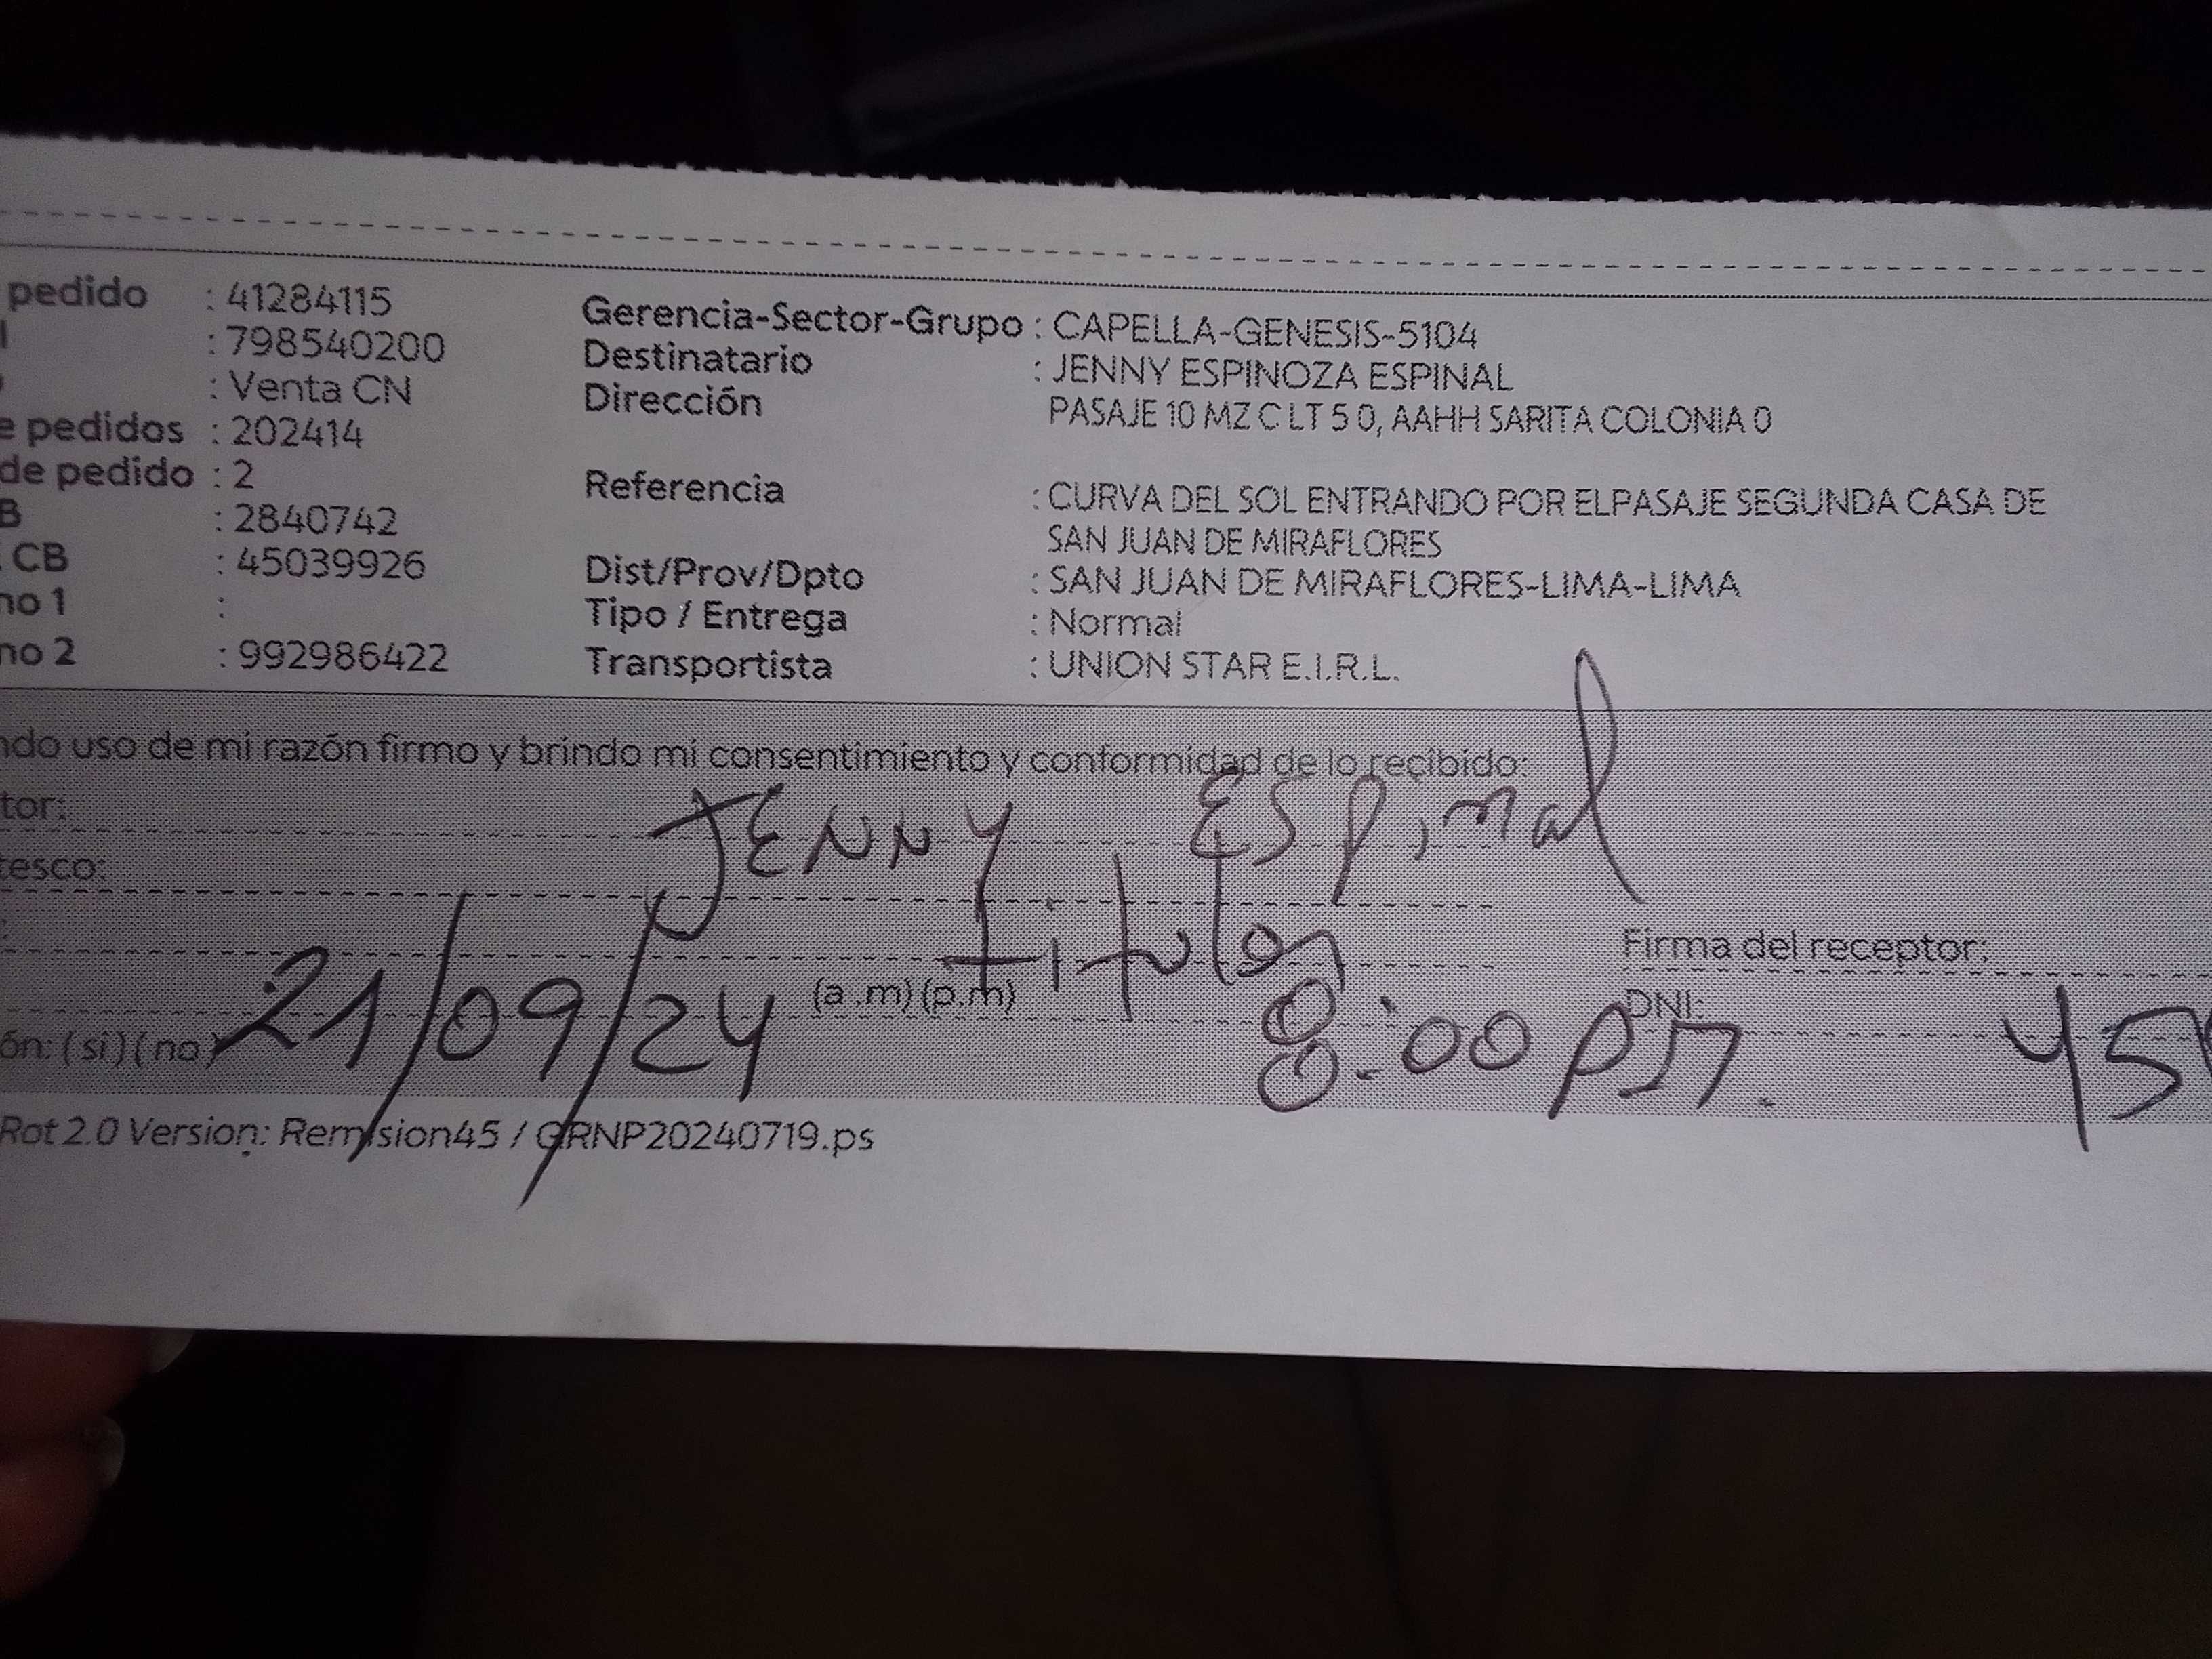 pedido : 41284115 Gerencia-Sector-Grupo : CAPELLA-GENESIS-5104
: 798540200 Destinatario : JENNY ESPINOZA ESPINAL
: Venta CN Dirección PASAJE 10 MZ C LT 5 0, AAHH SARITA COLONIA 0
e pedidos : 202414
de pedido : 2 Referencia : CURVA DEL SOL ENTRANDO POR ELPASAJE SEGUNDA CASA DE
B : 2840742 SAN JUAN DE MIRAFLORES
CB : 45039926 Dist/Prov/Dpto : SAN JUAN DE MIRAFLORES-LIMA-LIMA
no 1 : Tipo / Entrega : Normal
no 2 : 992986422 Transportista : UNION STAR E.I.R.L.
ndo uso de mi razón firmo y brindo mi consentimiento y conformidad de lo recibido:
tor: JENNY Espinal
tesco:
titular Firma del receptor:
21/09/24 (a.m) (p.m) 8:00 PM. DNI: 45
ón: (si) (no)
Rot 2.0 Version: Remision45 / GRNP20240719.ps